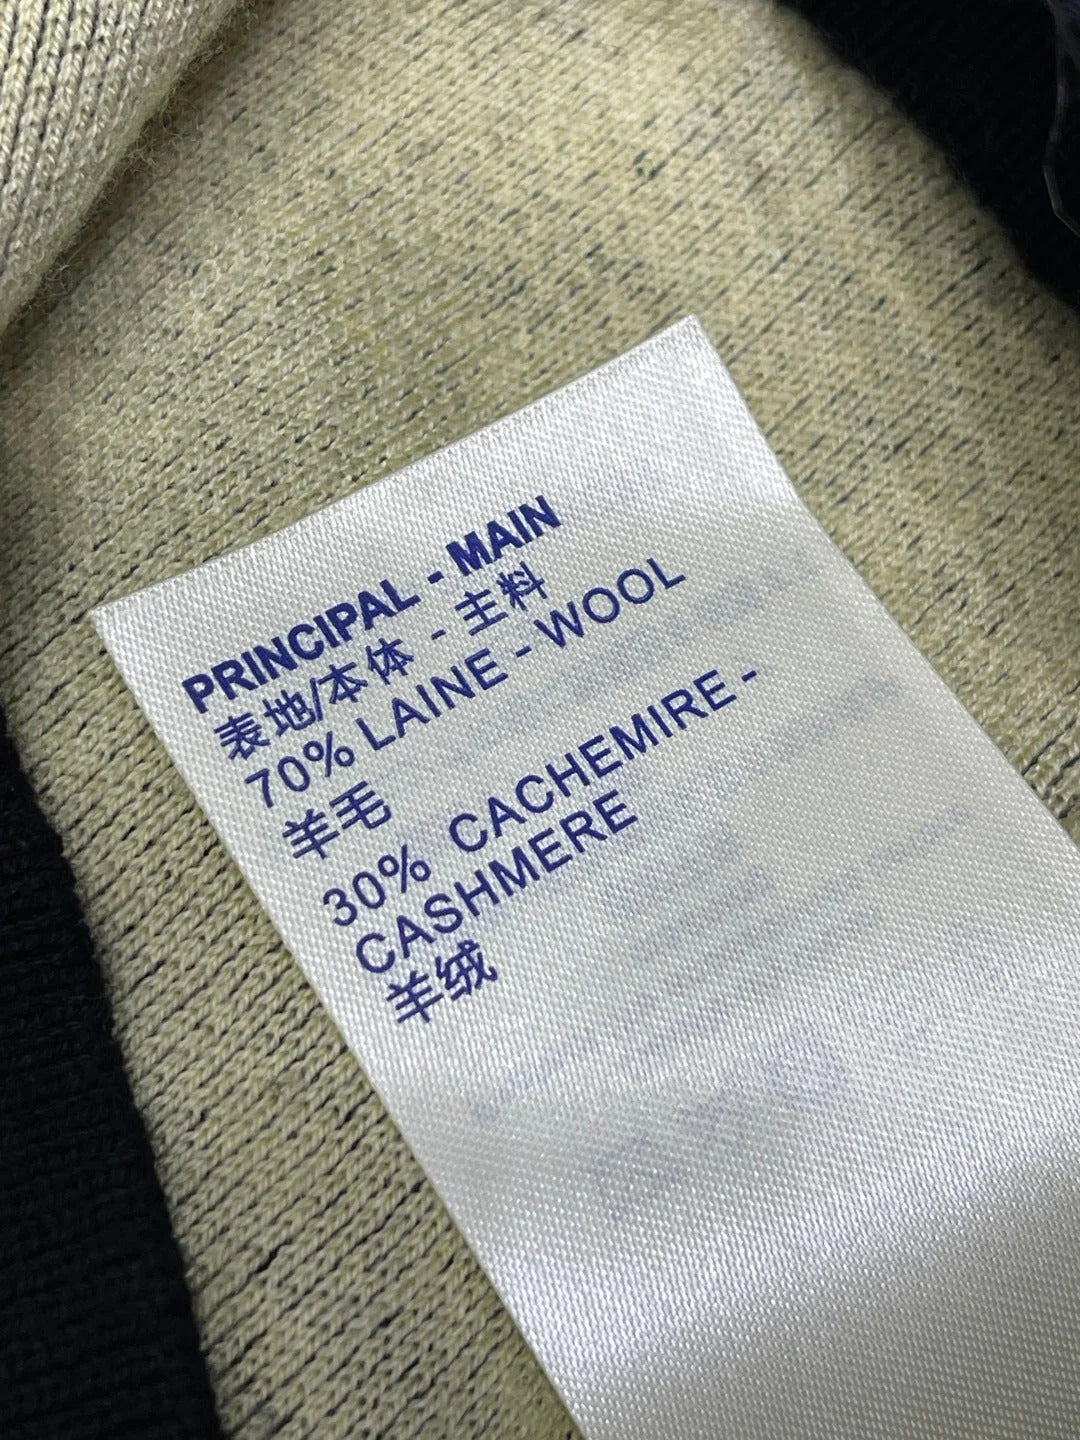 PRINCIPAL - MAIN
表地/本体 - 主料
70% LAINE - WOOL
羊毛
30% CACHEMIRE -
CASHMERE
羊绒